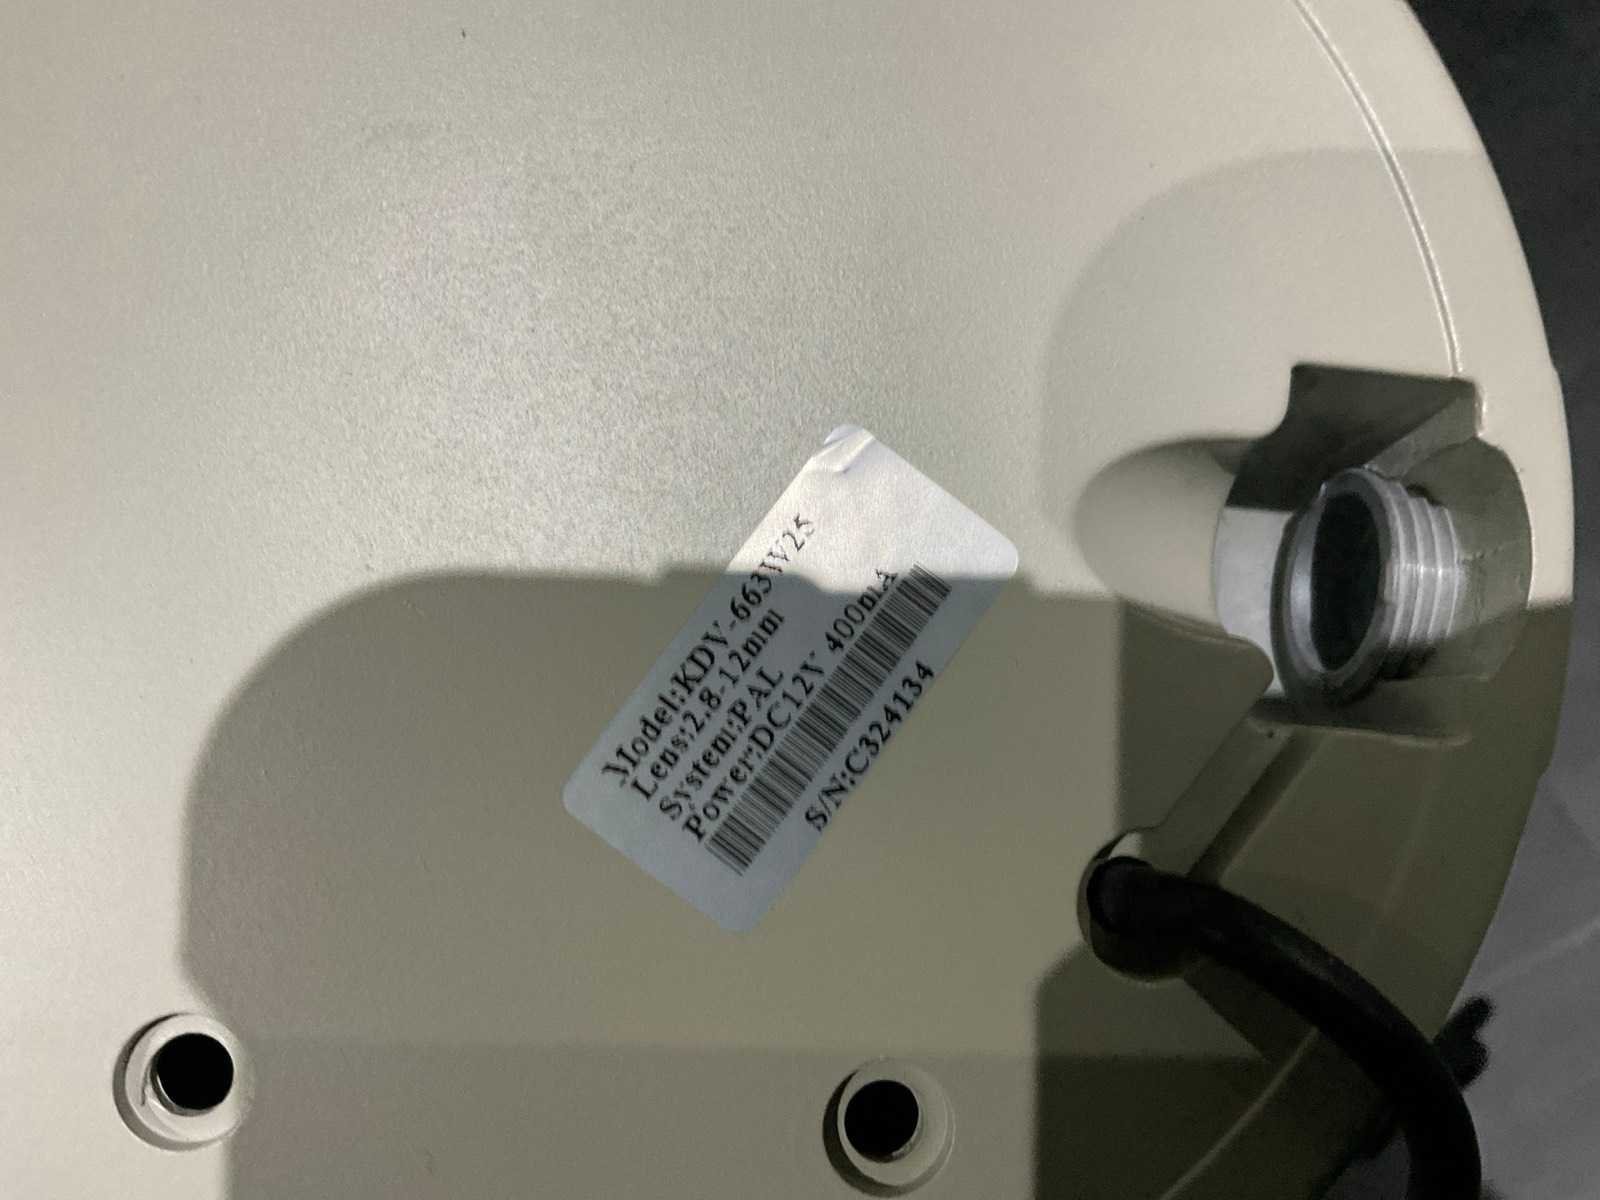 Model:KDV-663W25
Lens:2.8-12mm
System:PAL
Power:DC12V 400mA
S/N:C324134